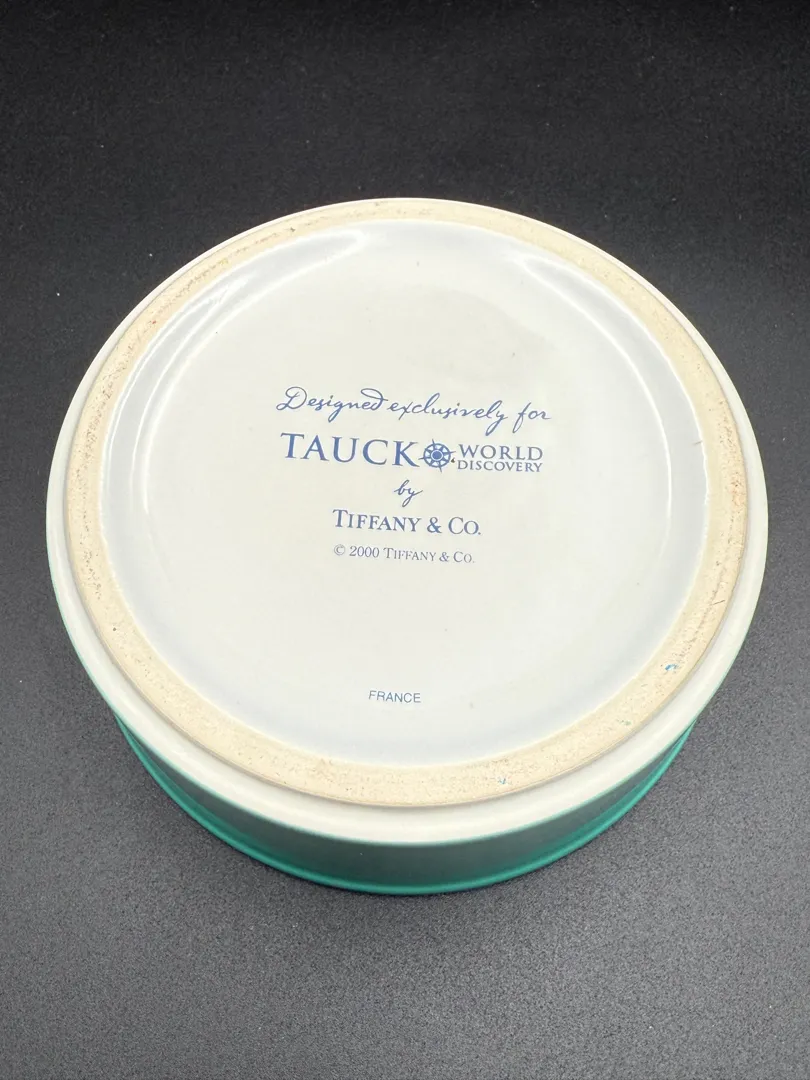 Designed exclusively for
TAUCK WORLD DISCOVERY
by
TIFFANY & CO.
© 2000 TIFFANY & CO.
FRANCE